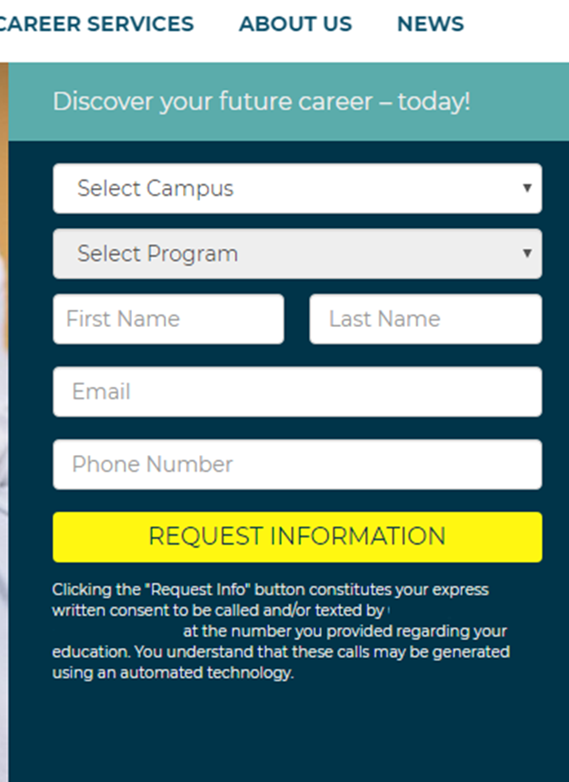 CAREER SERVICES ABOUT US NEWS
Discover your future career – today!
Select Campus
Select Program
First Name Last Name
Email
Phone Number
REQUEST INFORMATION
Clicking the "Request Info" button constitutes your express
written consent to be called and/or texted by
at the number you provided regarding your
education. You understand that these calls may be generated
using an automated technology.